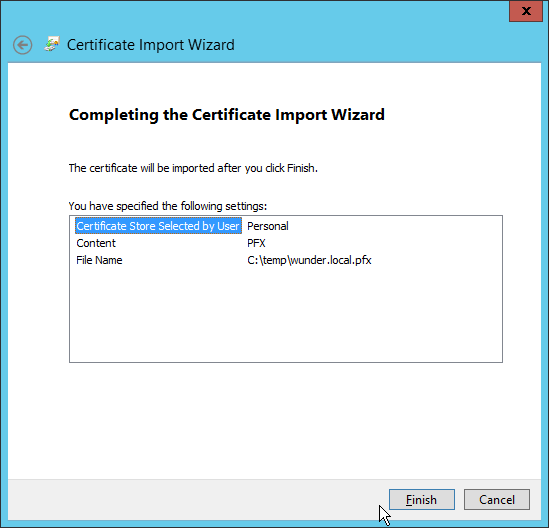 Certificate Import Wizard
Completing the Certificate Import Wizard
The certificate will be imported after you click Finish.
You have specified the following settings:
Certificate Store Selected by User Personal
Content PFX
File Name C:\temp\wunder.local.pfx
Finish Cancel